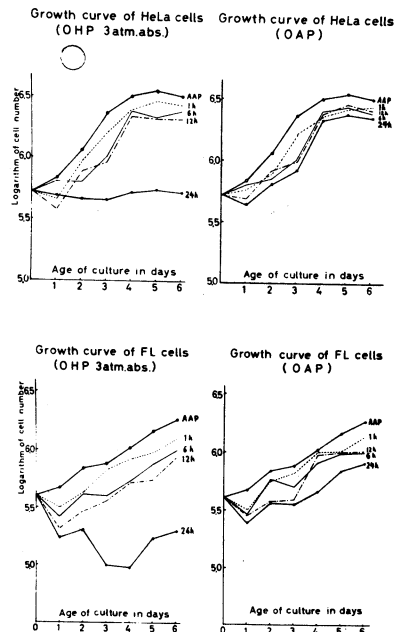 Growth curve of HeLa cells
(OHP 3atm.abs.)
Logarithm of cell number
6,5
6,0
5,5
5,0
AAP
1h
6h
12h
24h
Age of culture in days
0 1 2 3 4 5 6
Growth curve of HeLa cells
(OAP)
6,5
6,0
5,5
5,0
AAP
1h
12h
6h
24h
Age of culture in days
0 1 2 3 4 5 6
Growth curve of FL cells
(OHP 3atm.abs.)
Logarithm of cell number
6,5
6,0
5,5
5,0
AAP
1h
6h
12h
24h
Age of culture in days
0 1 2 3 4 5 6
Growth curve of FL cells
(OAP)
6,5
6,0
5,5
5,0
AAP
1h
12h
6h
24h
Age of culture in days
0 1 2 3 4 5 6